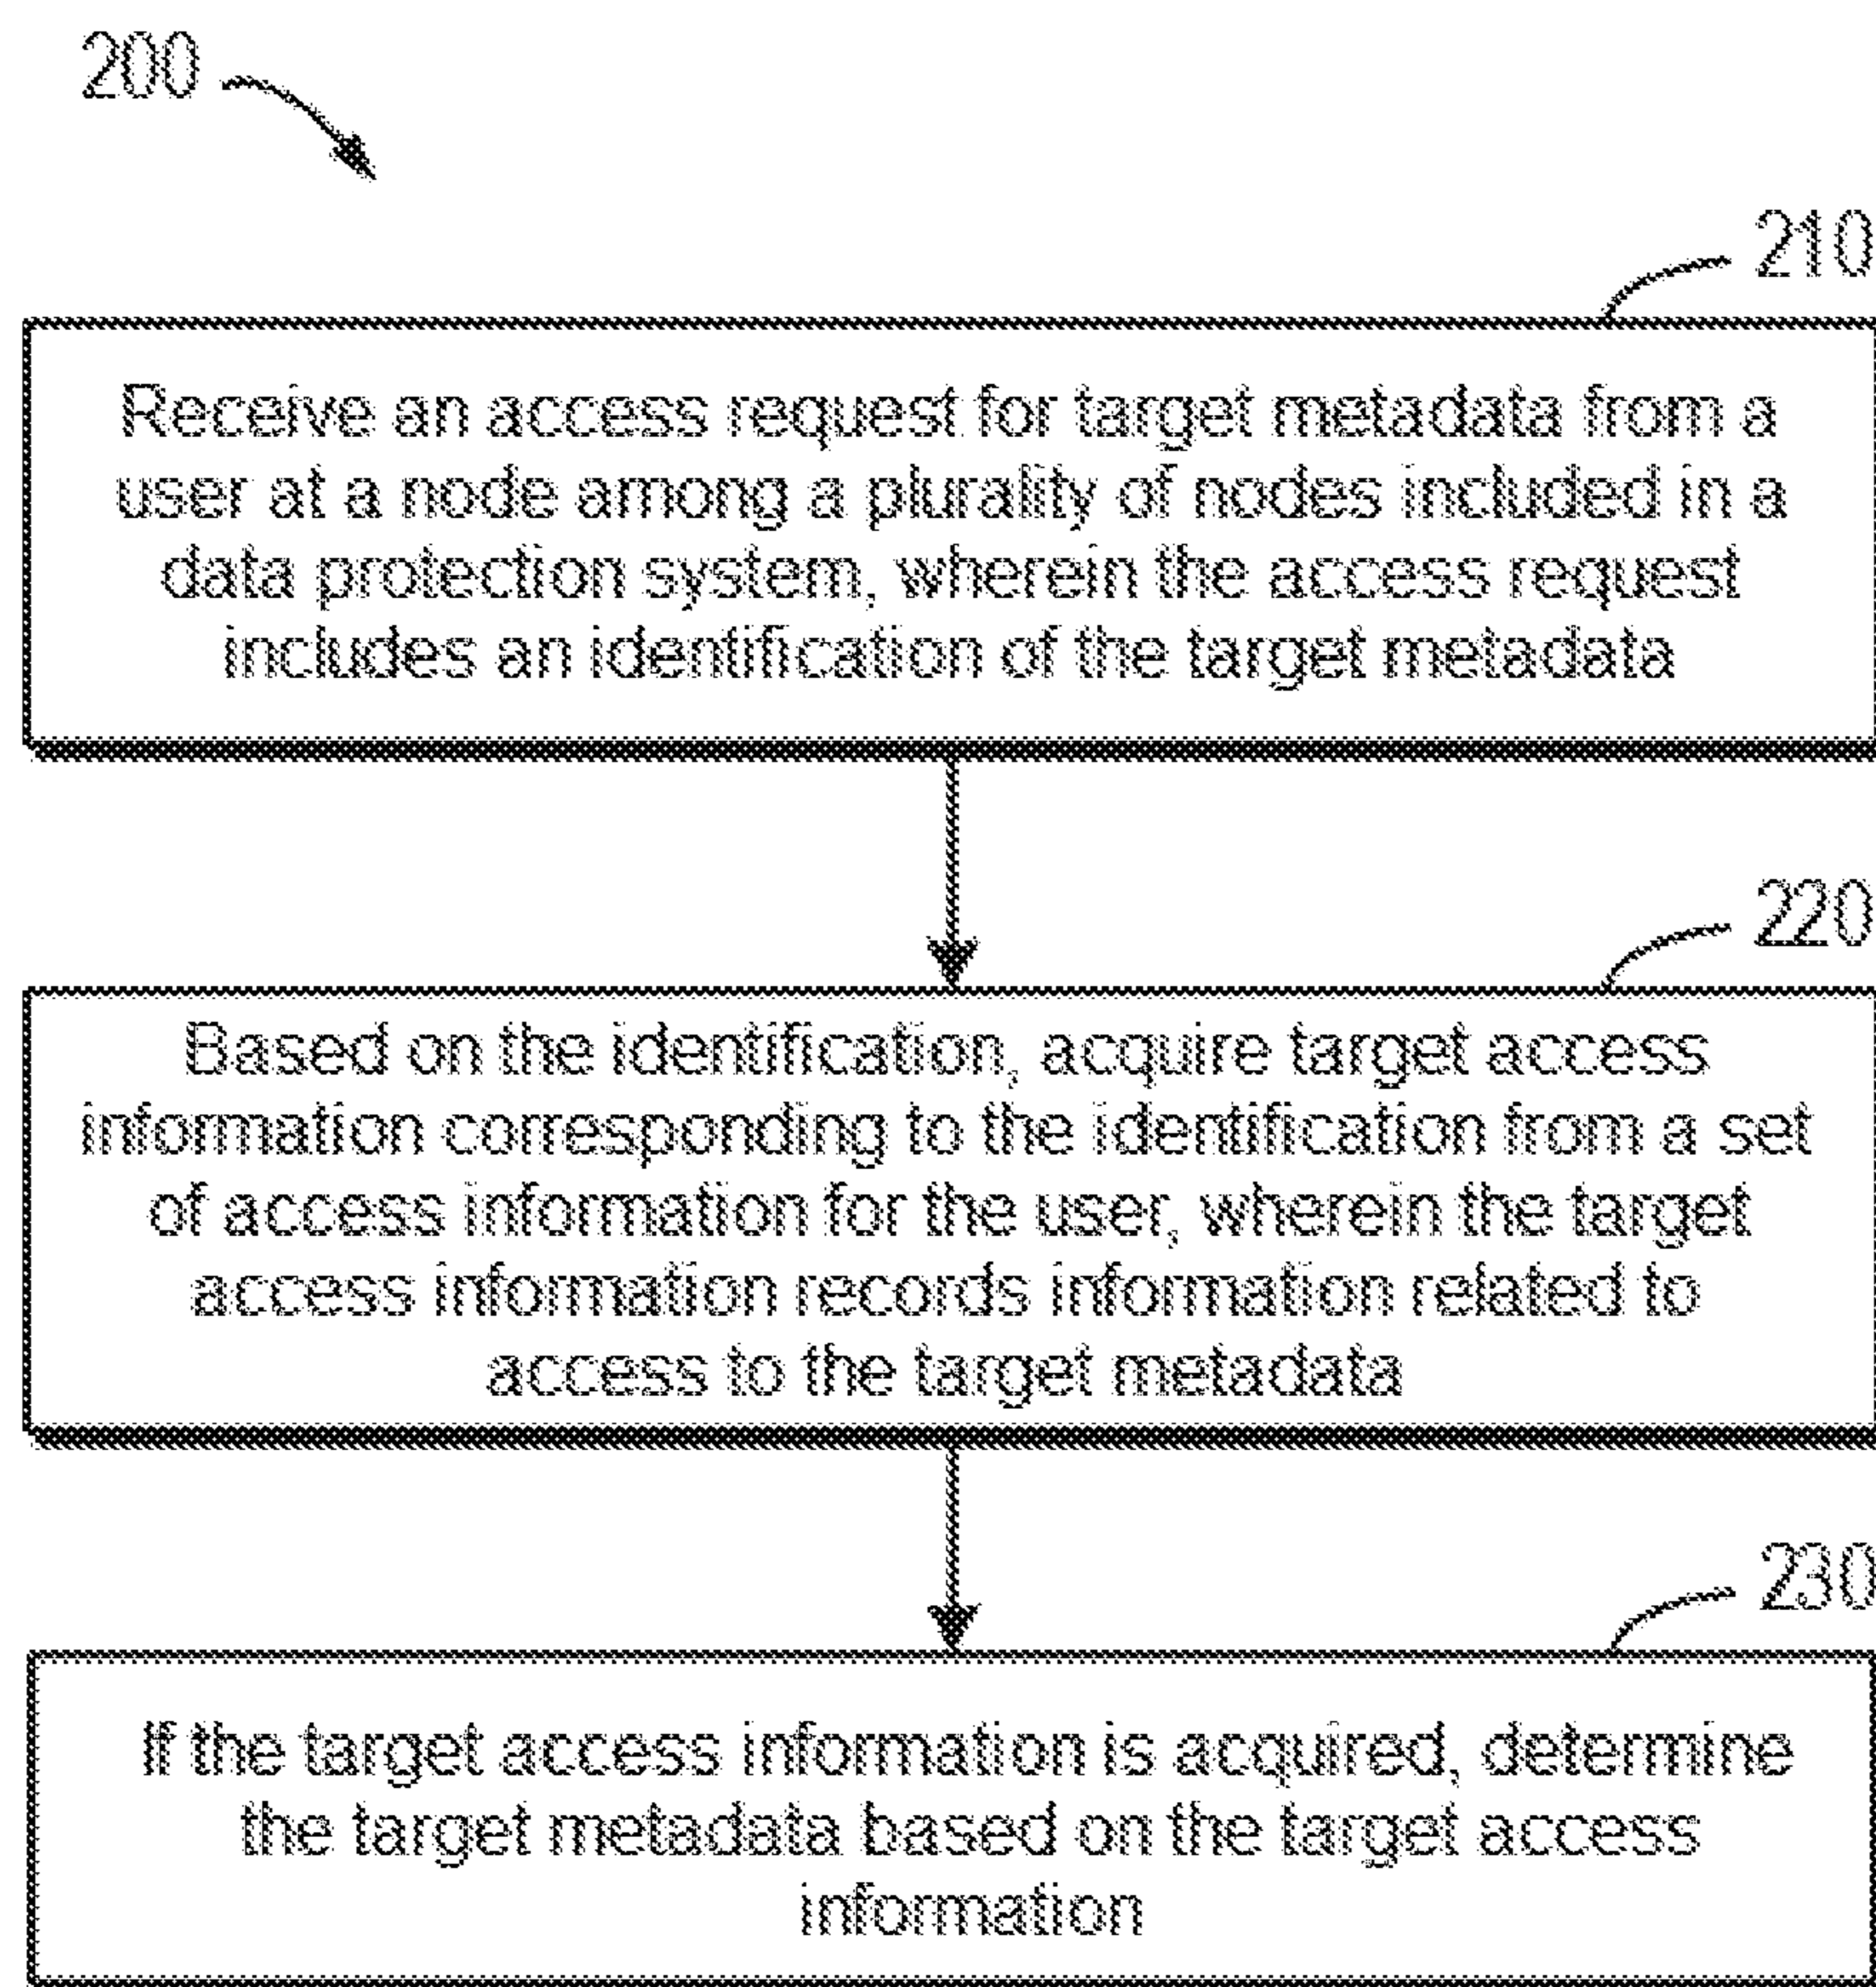 200
210
Receive an access request for target metadata from a
user at a node among a plurality of nodes included in a
data protection system, wherein the access request
includes an identification of the target metadata
220
Based on the identification, acquire target access
information corresponding to the identification from a set
of access information for the user, wherein the target
access information records information related to
access to the target metadata
230
If the target access information is acquired, determine
the target metadata based on the target access
information